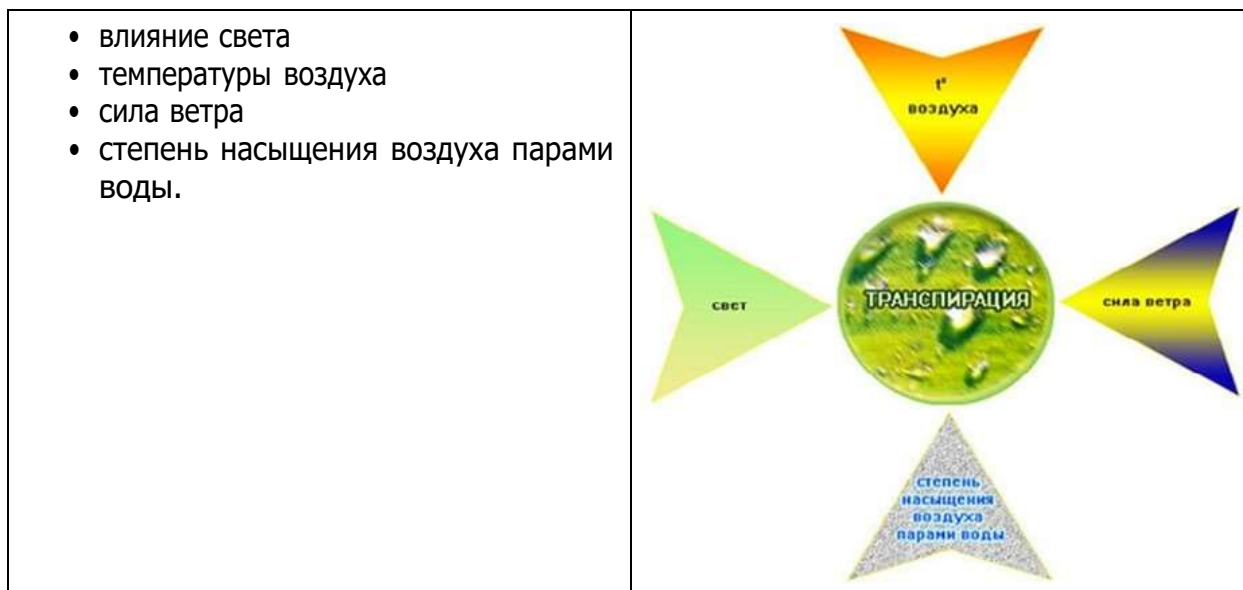 • влияние света
• температуры воздуха
• сила ветра
• степень насыщения воздуха парами
воды.
t°
воздуха
свет
ТРАНСПИРАЦИЯ
сила ветра
степень
насыщения
воздуха
парами воды